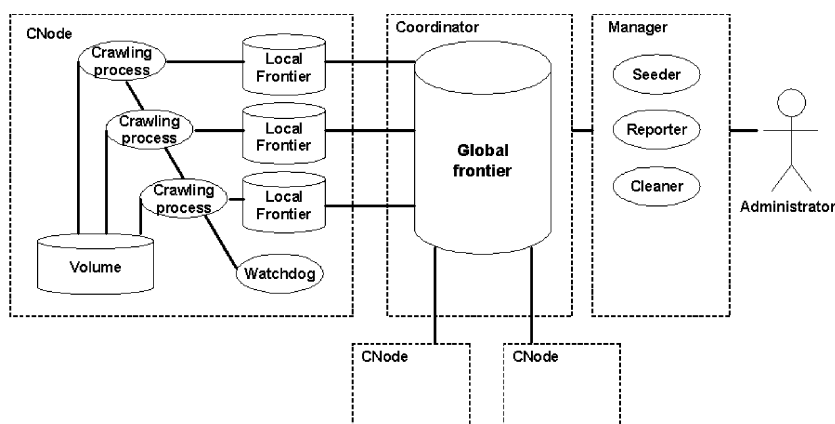 CNode
Crawling
process
Local
Frontier
Crawling
process
Local
Frontier
Crawling
process
Local
Frontier
Volume
Watchdog
Coordinator
Global
frontier
Manager
Seeder
Reporter
Cleaner
Administrator
CNode
CNode